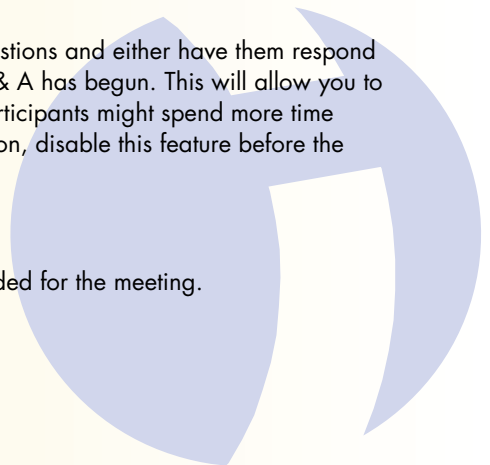 stions and either have them respond
& A has begun. This will allow you to
rticipants might spend more time
on, disable this feature before the
ded for the meeting.